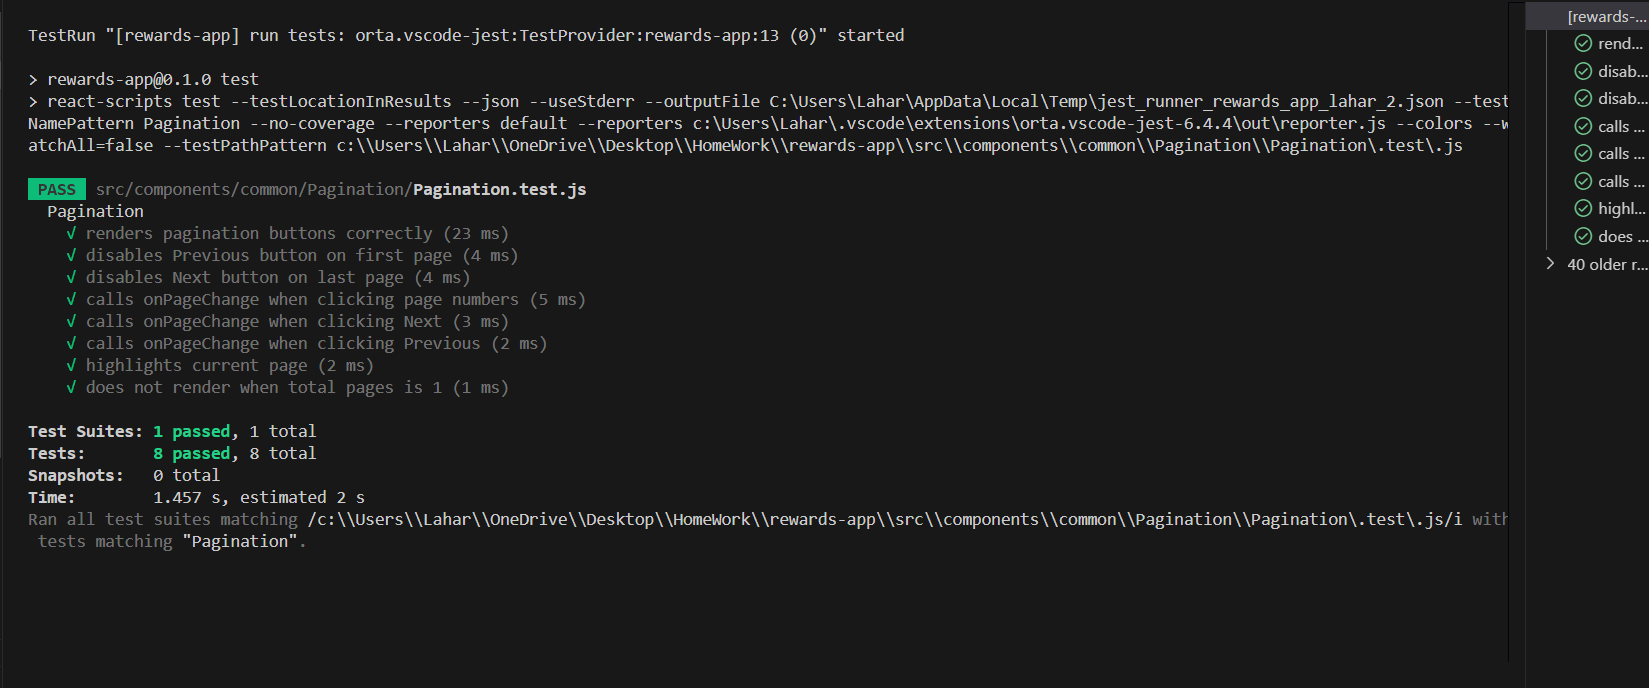 TestRun "[rewards-app] run tests: orta.vscode-jest:TestProvider:rewards-app:13 (0)" started
> rewards-app@0.1.0 test
> react-scripts test --testLocationInResults --json --useStderr --outputFile C:\Users\Lahar\AppData\Local\Temp\jest_runner_rewards_app_lahar_2.json --test
NamePattern Pagination --no-coverage --reporters default --reporters c:\Users\Lahar\.vscode\extensions\orta.vscode-jest-6.4.4\out\reporter.js --colors --w
atchAll=false --testPathPattern c:\\Users\\Lahar\\OneDrive\\Desktop\\HomeWork\\rewards-app\\src\\components\\common\\Pagination\\Pagination\.test\.js
PASS src/components/common/Pagination/Pagination.test.js
Pagination
√ renders pagination buttons correctly (23 ms)
√ disables Previous button on first page (4 ms)
√ disables Next button on last page (4 ms)
√ calls onPageChange when clicking page numbers (5 ms)
√ calls onPageChange when clicking Next (3 ms)
√ calls onPageChange when clicking Previous (2 ms)
√ highlights current page (2 ms)
√ does not render when total pages is 1 (1 ms)
Test Suites: 1 passed, 1 total
Tests: 8 passed, 8 total
Snapshots: 0 total
Time: 1.457 s, estimated 2 s
Ran all test suites matching /c:\\Users\\Lahar\\OneDrive\\Desktop\\HomeWork\\rewards-app\\src\\components\\common\\Pagination\\Pagination\.test\.js/i with
tests matching "Pagination".
[rewards-...
rend...
disab...
disab...
calls ...
calls ...
calls ...
highl...
does ...
40 older r...